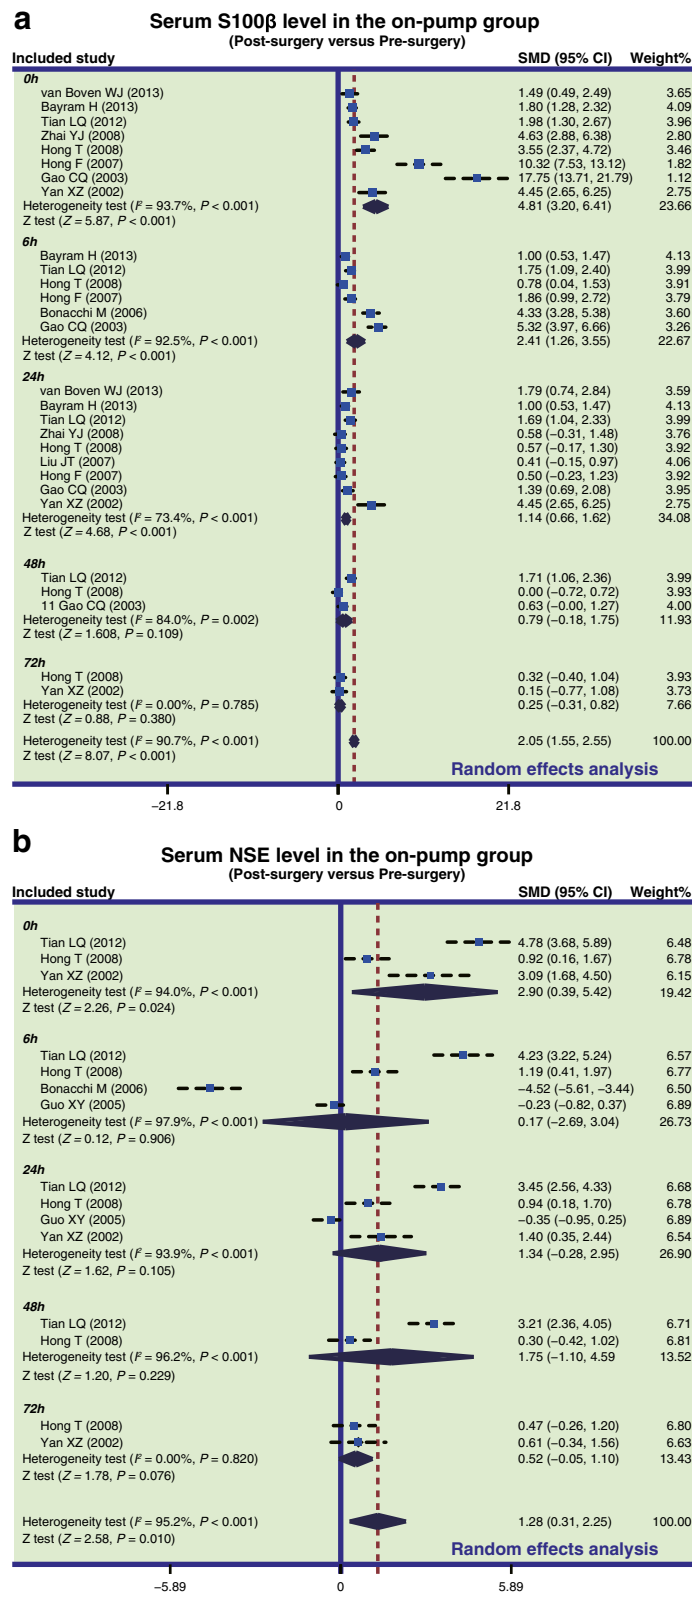 a
Serum S100β level in the on-pump group
(Post-surgery versus Pre-surgery)
Included study SMD (95% CI) Weight%
0h
van Boven WJ (2013) 1.49 (0.49, 2.49) 3.65
Bayram H (2013) 1.80 (1.28, 2.32) 4.09
Tian LQ (2012) 1.98 (1.30, 2.67) 3.96
Zhai YJ (2008) 4.63 (2.88, 6.38) 2.80
Hong T (2008) 3.55 (2.37, 4.72) 3.46
Hong F (2007) 10.32 (7.53, 13.12) 1.82
Gao CQ (2003) 17.75 (13.71, 21.79) 1.12
Yan XZ (2002) 4.45 (2.65, 6.25) 2.75
Heterogeneity test (I² = 93.7%, P < 0.001) 4.81 (3.20, 6.41) 23.66
Z test (Z = 5.87, P < 0.001)
6h
Bayram H (2013) 1.00 (0.53, 1.47) 4.13
Tian LQ (2012) 1.75 (1.09, 2.40) 3.99
Hong T (2008) 0.78 (0.04, 1.53) 3.91
Hong F (2007) 1.86 (0.99, 2.72) 3.79
Bonacchi M (2006) 4.33 (3.28, 5.38) 3.60
Gao CQ (2003) 5.32 (3.97, 6.66) 3.26
Heterogeneity test (I² = 92.5%, P < 0.001) 2.41 (1.26, 3.55) 22.67
Z test (Z = 4.12, P < 0.001)
24h
van Boven WJ (2013) 1.79 (0.74, 2.84) 3.59
Bayram H (2013) 1.00 (0.53, 1.47) 4.13
Tian LQ (2012) 1.69 (1.04, 2.33) 3.99
Zhai YJ (2008) 0.58 (−0.31, 1.48) 3.76
Hong T (2008) 0.57 (−0.17, 1.30) 3.92
Liu JT (2007) 0.41 (−0.15, 0.97) 4.06
Hong F (2007) 0.50 (−0.23, 1.23) 3.92
Gao CQ (2003) 1.39 (0.69, 2.08) 3.95
Yan XZ (2002) 4.45 (2.65, 6.25) 2.75
Heterogeneity test (I² = 73.4%, P < 0.001) 1.14 (0.66, 1.62) 34.08
Z test (Z = 4.68, P < 0.001)
48h
Tian LQ (2012) 1.71 (1.06, 2.36) 3.99
Hong T (2008) 0.00 (−0.72, 0.72) 3.93
11 Gao CQ (2003) 0.63 (−0.00, 1.27) 4.00
Heterogeneity test (I² = 84.0%, P = 0.002) 0.79 (−0.18, 1.75) 11.93
Z test (Z = 1.608, P = 0.109)
72h
Hong T (2008) 0.32 (−0.40, 1.04) 3.93
Yan XZ (2002) 0.15 (−0.77, 1.08) 3.73
Heterogeneity test (I² = 0.00%, P = 0.785) 0.25 (−0.31, 0.82) 7.66
Z test (Z = 0.88, P = 0.380)
Heterogeneity test (I² = 90.7%, P < 0.001) 2.05 (1.55, 2.55) 100.00
Z test (Z = 8.07, P < 0.001)
Random effects analysis
−21.8 0 21.8
b
Serum NSE level in the on-pump group
(Post-surgery versus Pre-surgery)
Included study SMD (95% CI) Weight%
0h
Tian LQ (2012) 4.78 (3.68, 5.89) 6.48
Hong T (2008) 0.92 (0.16, 1.67) 6.78
Yan XZ (2002) 3.09 (1.68, 4.50) 6.15
Heterogeneity test (I² = 94.0%, P < 0.001) 2.90 (0.39, 5.42) 19.42
Z test (Z = 2.26, P = 0.024)
6h
Tian LQ (2012) 4.23 (3.22, 5.24) 6.57
Hong T (2008) 1.19 (0.41, 1.97) 6.77
Bonacchi M (2006) −4.52 (−5.61, −3.44) 6.50
Guo XY (2005) −0.23 (−0.82, 0.37) 6.89
Heterogeneity test (I² = 97.9%, P < 0.001) 0.17 (−2.69, 3.04) 26.73
Z test (Z = 0.12, P = 0.906)
24h
Tian LQ (2012) 3.45 (2.56, 4.33) 6.68
Hong T (2008) 0.94 (0.18, 1.70) 6.78
Guo XY (2005) −0.35 (−0.95, 0.25) 6.89
Yan XZ (2002) 1.40 (0.35, 2.44) 6.54
Heterogeneity test (I² = 93.9%, P < 0.001) 1.34 (−0.28, 2.95) 26.90
Z test (Z = 1.62, P = 0.105)
48h
Tian LQ (2012) 3.21 (2.36, 4.05) 6.71
Hong T (2008) 0.30 (−0.42, 1.02) 6.81
Heterogeneity test (I² = 96.2%, P < 0.001) 1.75 (−1.10, 4.59 13.52
Z test (Z = 1.20, P = 0.229)
72h
Hong T (2008) 0.47 (−0.26, 1.20) 6.80
Yan XZ (2002) 0.61 (−0.34, 1.56) 6.63
Heterogeneity test (I² = 0.00%, P = 0.820) 0.52 (−0.05, 1.10) 13.43
Z test (Z = 1.78, P = 0.076)
Heterogeneity test (I² = 95.2%, P < 0.001) 1.28 (0.31, 2.25) 100.00
Z test (Z = 2.58, P = 0.010)
Random effects analysis
−5.89 0 5.89